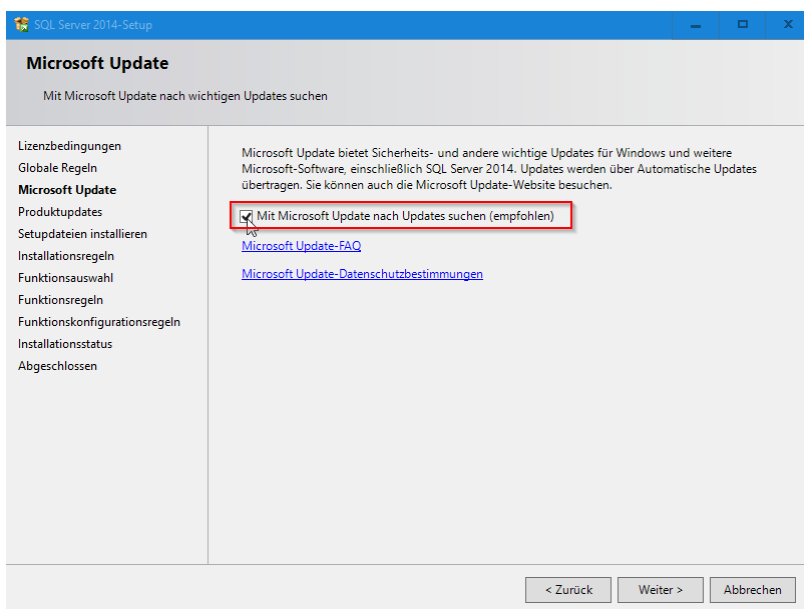 SQL Server 2014-Setup
Microsoft Update
Mit Microsoft Update nach wichtigen Updates suchen
Lizenzbedingungen
Globale Regeln
Microsoft Update
Produktupdates
Setupdateien installieren
Installationsregeln
Funktionsauswahl
Funktionsregeln
Funktionskonfigurationsregeln
Installationsstatus
Abgeschlossen
Microsoft Update bietet Sicherheits- und andere wichtige Updates für Windows und weitere
Microsoft-Software, einschließlich SQL Server 2014. Updates werden über Automatische Updates
übertragen. Sie können auch die Microsoft Update-Website besuchen.
Mit Microsoft Update nach Updates suchen (empfohlen)
Microsoft Update-FAQ
Microsoft Update-Datenschutzbestimmungen
< Zurück
Weiter >
Abbrechen